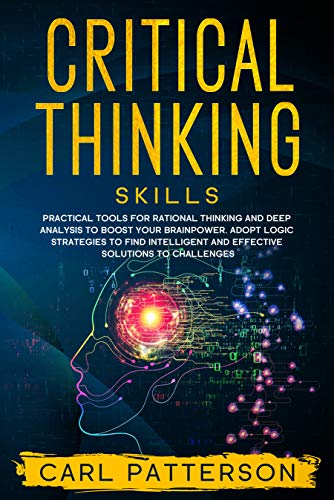 CRITICAL
THINKING
SKILLS
PRACTICAL TOOLS FOR RATIONAL THINKING AND DEEP
ANALYSIS TO BOOST YOUR BRAINPOWER. ADOPT LOGIC
STRATEGIES TO FIND INTELLIGENT AND EFFECTIVE
SOLUTIONS TO CHALLENGES
CARL PATTERSON